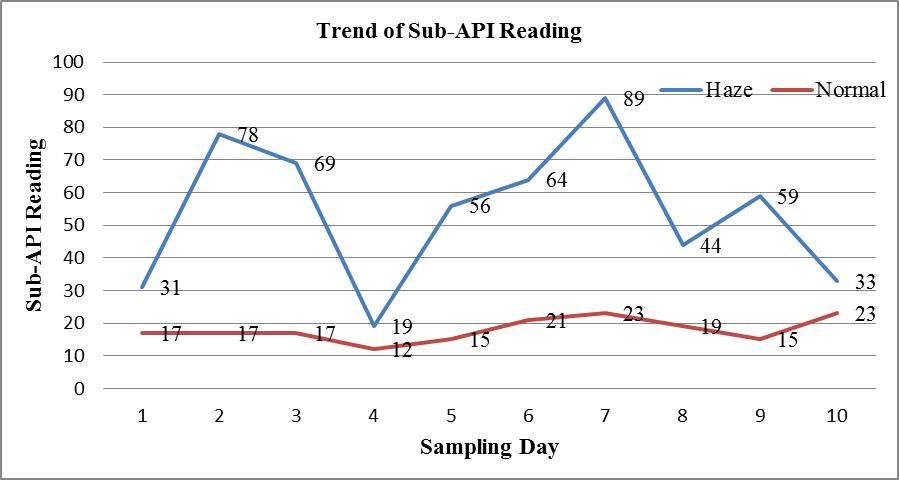 Trend of Sub-API Reading
Haze Normal
Sub-API Reading
100
90
80
70
60
50
40
30
20
10
0
31 78 69 19 56 64 89 44 59 33
17 17 17 12 15 21 23 19 15 23
1 2 3 4 5 6 7 8 9 10
Sampling Day